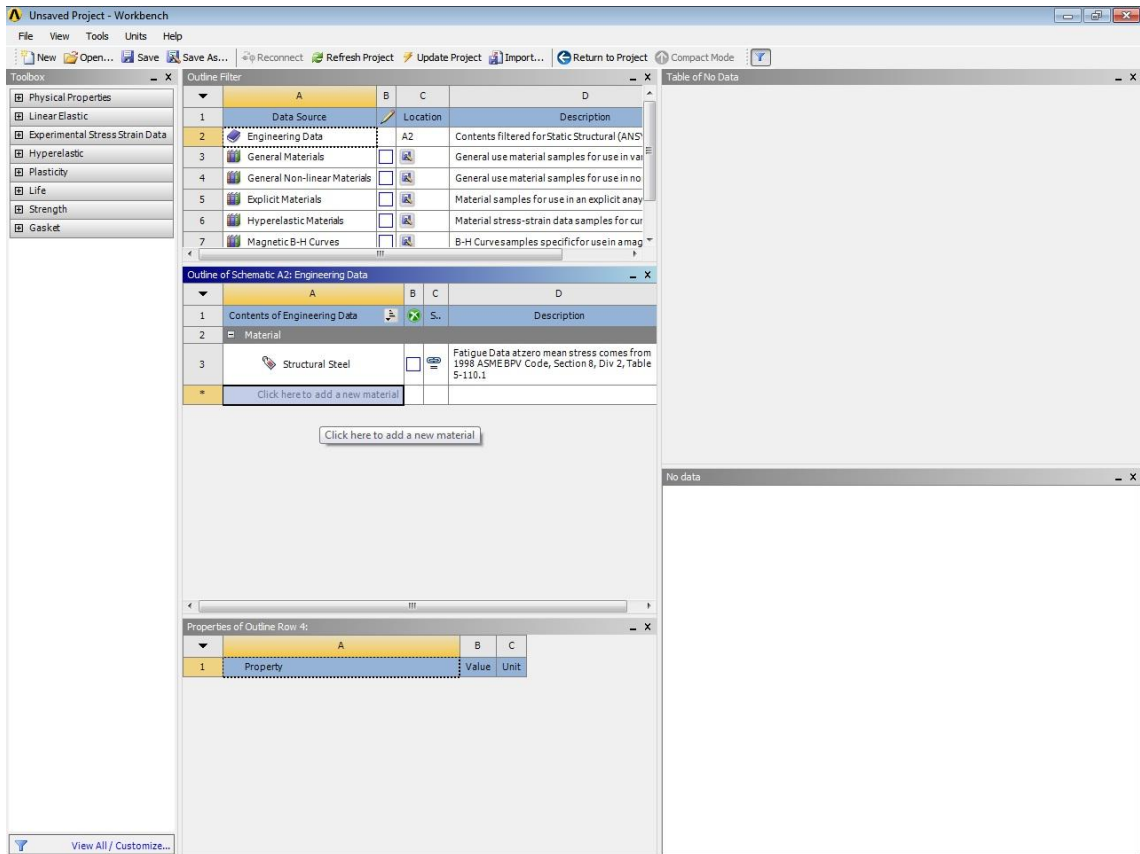 Unsaved Project - Workbench
File View Tools Units Help
New Open... Save Save As... Reconnect Refresh Project Update Project Import... Return to Project Compact Mode
Toolbox
Physical Properties
Linear Elastic
Experimental Stress Strain Data
Hyperelastic
Plasticity
Life
Strength
Gasket
View All / Customize...
Outline Filter
A B C D
1 Data Source Location Description
2 Engineering Data A2 Contents filtered for Static Structural (ANSY
3 General Materials General use material samples for use in var
4 General Non-linear Materials General use material samples for use in no
5 Explicit Materials Material samples for use in an explicit anay
6 Hyperelastic Materials Material stress-strain data samples for cur
7 Magnetic B-H Curves B-H Curve samples specific for use in a mag
Outline of Schematic A2: Engineering Data
A B C D
1 Contents of Engineering Data S.. Description
2 Material
3 Structural Steel Fatigue Data at zero mean stress comes from
1998 ASME BPV Code, Section 8, Div 2, Table
5-110.1
* Click here to add a new material
Click here to add a new material
Properties of Outline Row 4:
A B C
1 Property Value Unit
Table of No Data
No data